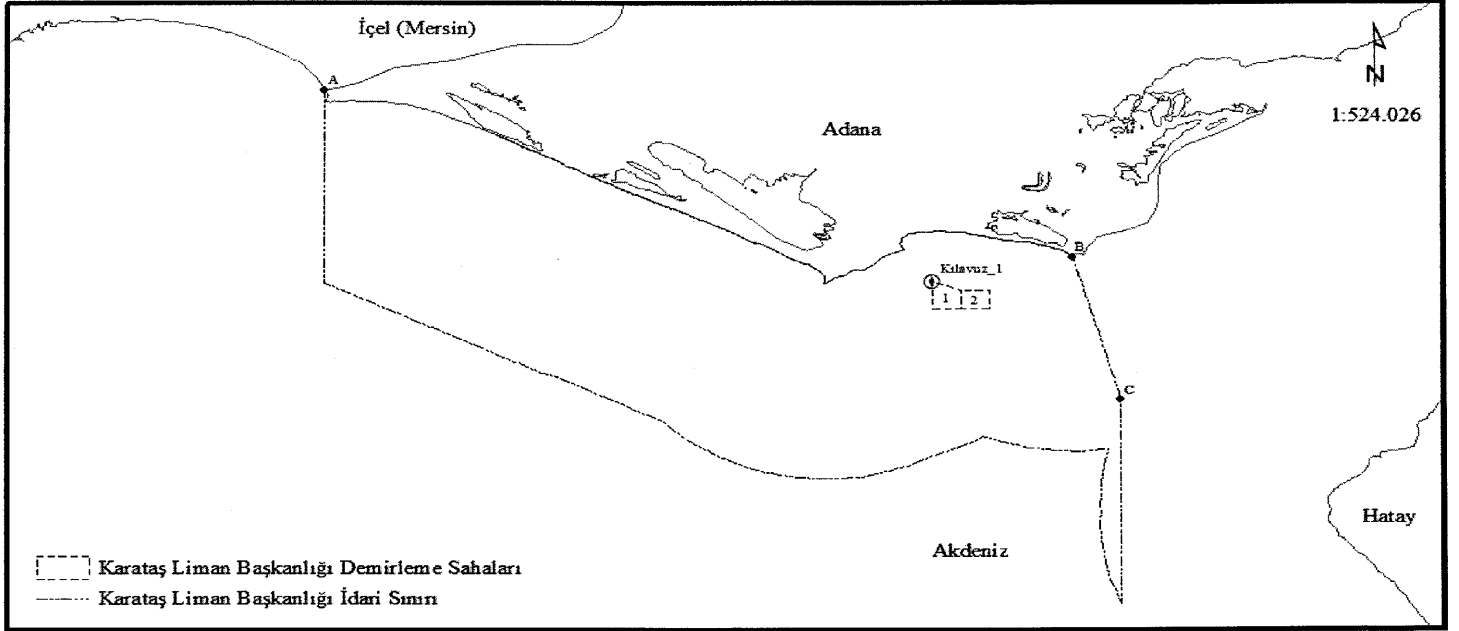 İçel (Mersin)
A
N
1:524.026
Adana
B
Kılavuz_1
1
2
C
Hatay
Akdeniz
Karataş Liman Başkanlığı Demirleme Sahaları
Karataş Liman Başkanlığı İdari Sınırı